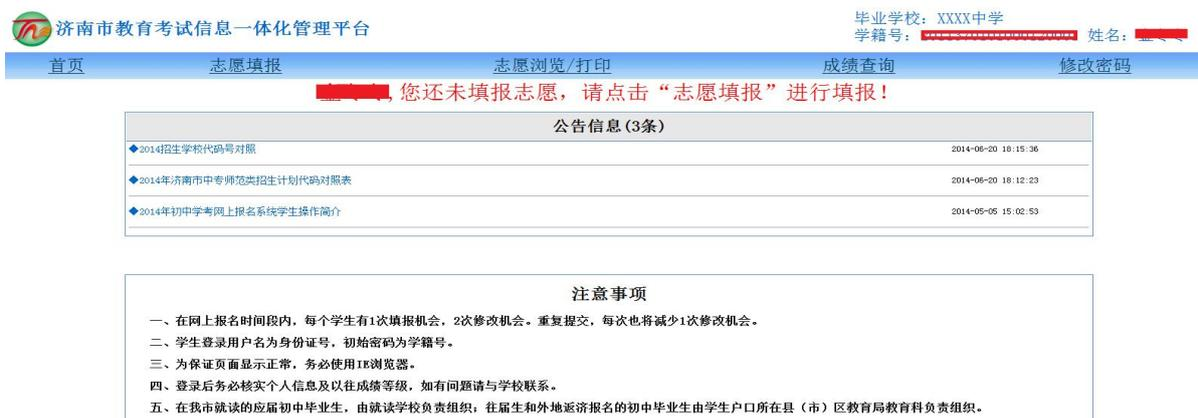 济南市教育考试信息一体化管理平台
毕业学校：XXXX中学
学籍号： 姓名：
首页 志愿填报 志愿浏览/打印 成绩查询 修改密码
,您还未填报志愿，请点击“志愿填报”进行填报！
公告信息(3条)
◆2014招生学校代码号对照 2014-06-20 18:15:36
◆2014年济南市中专师范类招生计划代码对照表 2014-06-20 18:12:23
◆2014年初中学考网上报名系统学生操作简介 2014-05-05 15:02:53
注意事项
一、在网上报名时间段内，每个学生有1次填报机会，2次修改机会。重复提交，每次也将减少1次修改机会。
二、学生登录用户名为身份证号，初始密码为学籍号。
三、为保证页面显示正常，务必使用IE浏览器。
四、登录后务必核实个人信息及以往成绩等级，如有问题请与学校联系。
五、在我市就读的应届初中毕业生，由就读学校负责组织；往届生和外地返济报名的初中毕业生由学生户口所在县（市）区教育局教育科负责组织。